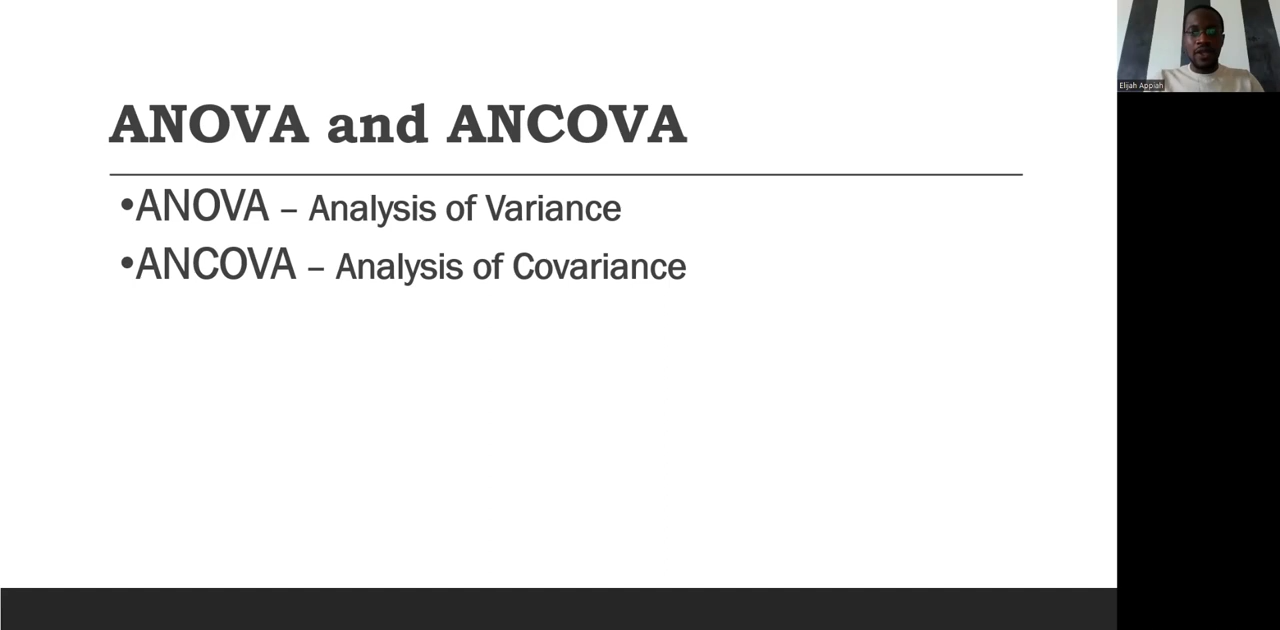 ANOVA and ANCOVA
•ANOVA – Analysis of Variance
•ANCOVA – Analysis of Covariance
Elijah Appiah